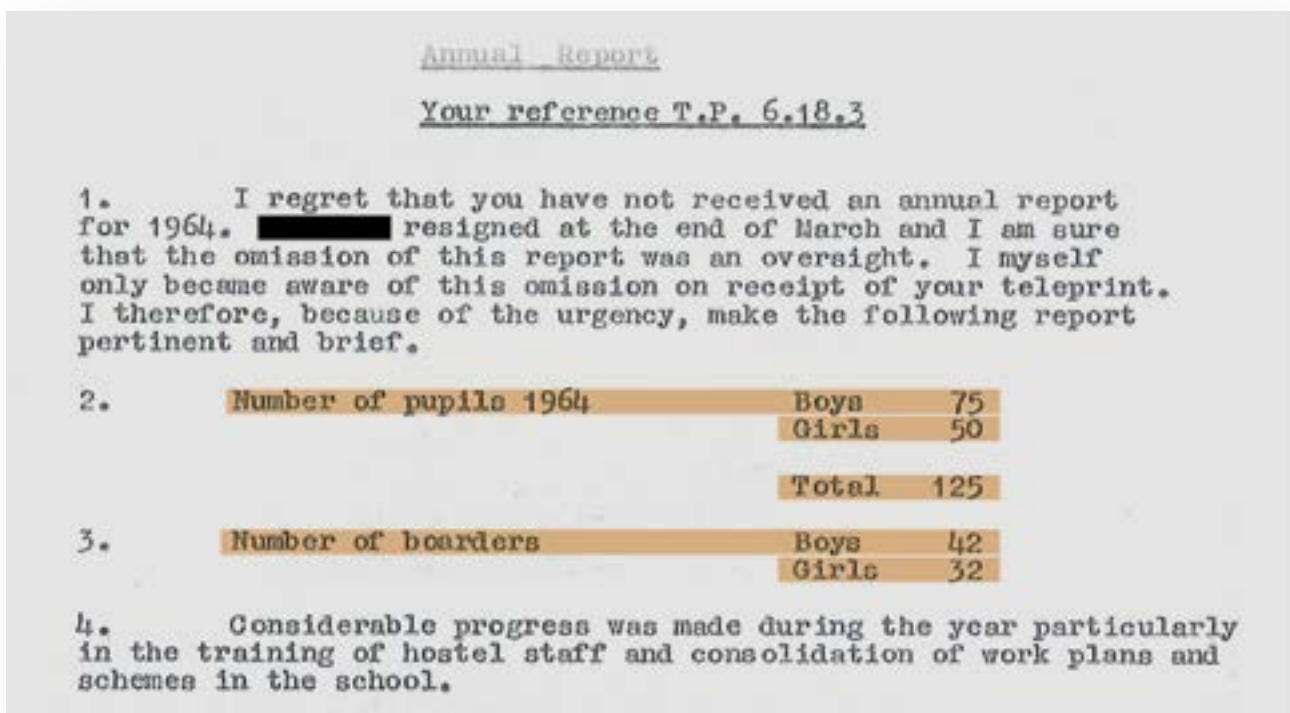 Annual Report
Your reference T.P. 6.18.3
1. I regret that you have not received an annual report
for 1964. resigned at the end of March and I am sure
that the omission of this report was an oversight. I myself
only became aware of this omission on receipt of your teleprint.
I therefore, because of the urgency, make the following report
pertinent and brief.
2. Number of pupils 1964 Boys 75
Girls 50
Total 125
3. Number of boarders Boys 42
Girls 32
4. Considerable progress was made during the year particularly
in the training of hostel staff and consolidation of work plans and
schemes in the school.